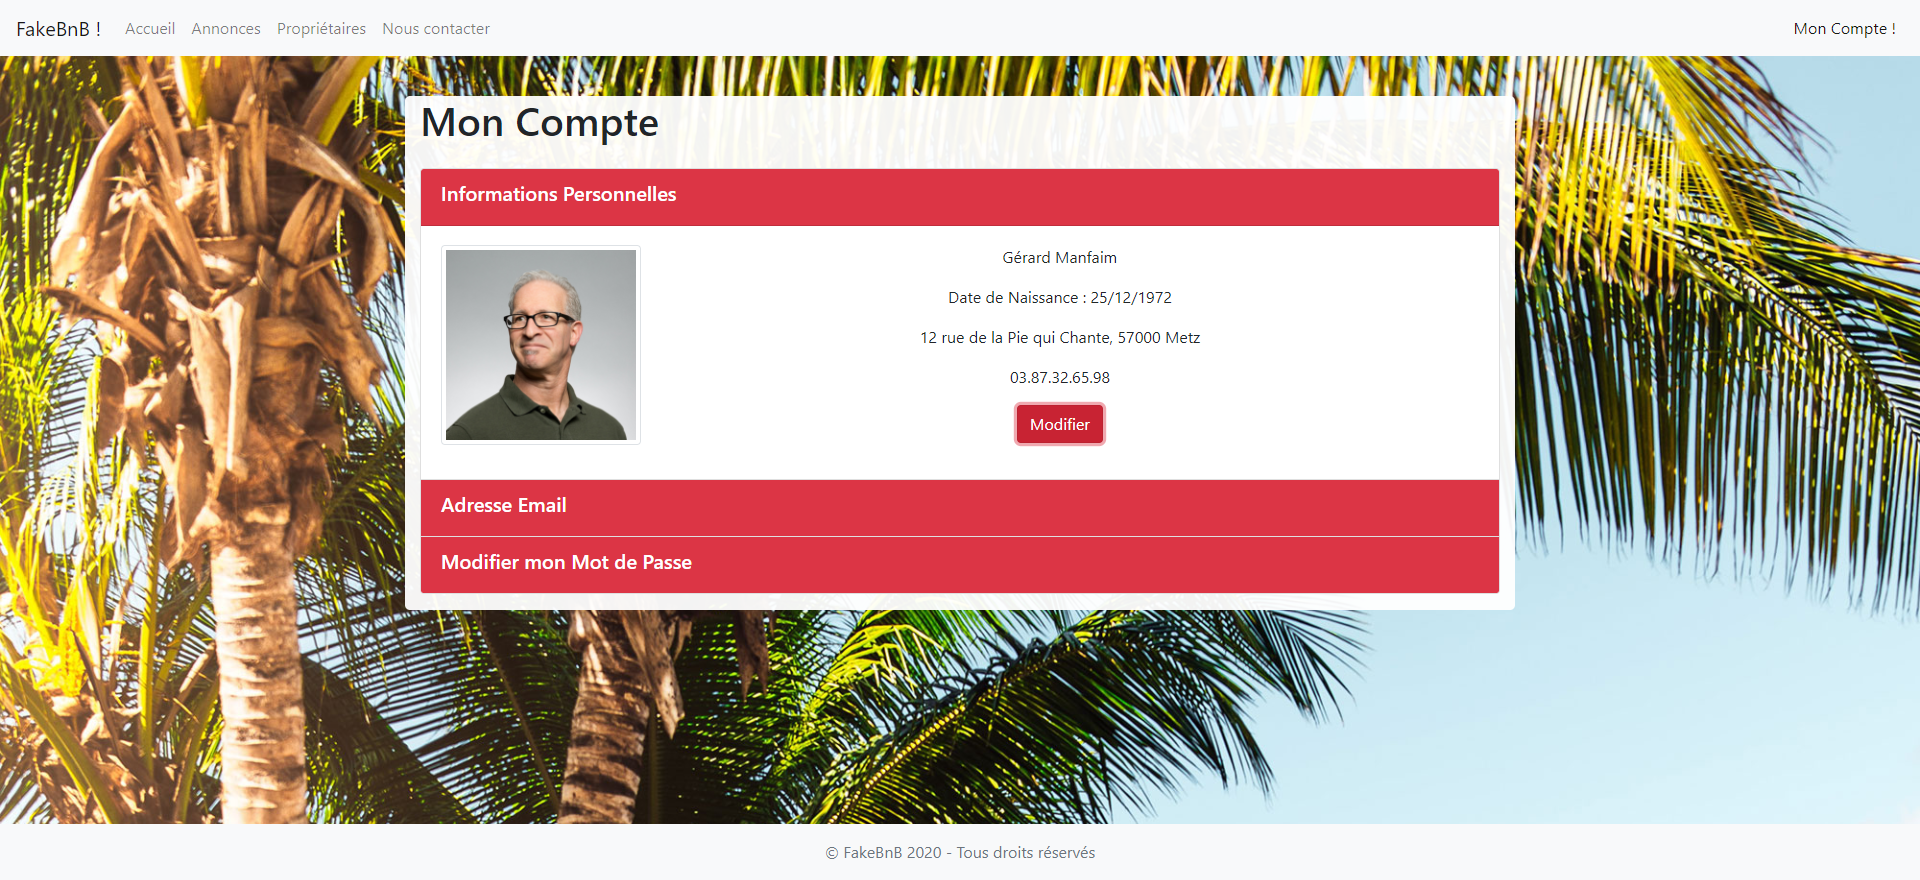 FakeBnB !
Accueil
Annonces
Propriétaires
Nous contacter
Mon Compte !
Mon Compte
Informations Personnelles
Gérard Manfaim
Date de Naissance : 25/12/1972
12 rue de la Pie qui Chante, 57000 Metz
03.87.32.65.98
Modifier
Adresse Email
Modifier mon Mot de Passe
© FakeBnB 2020 - Tous droits réservés